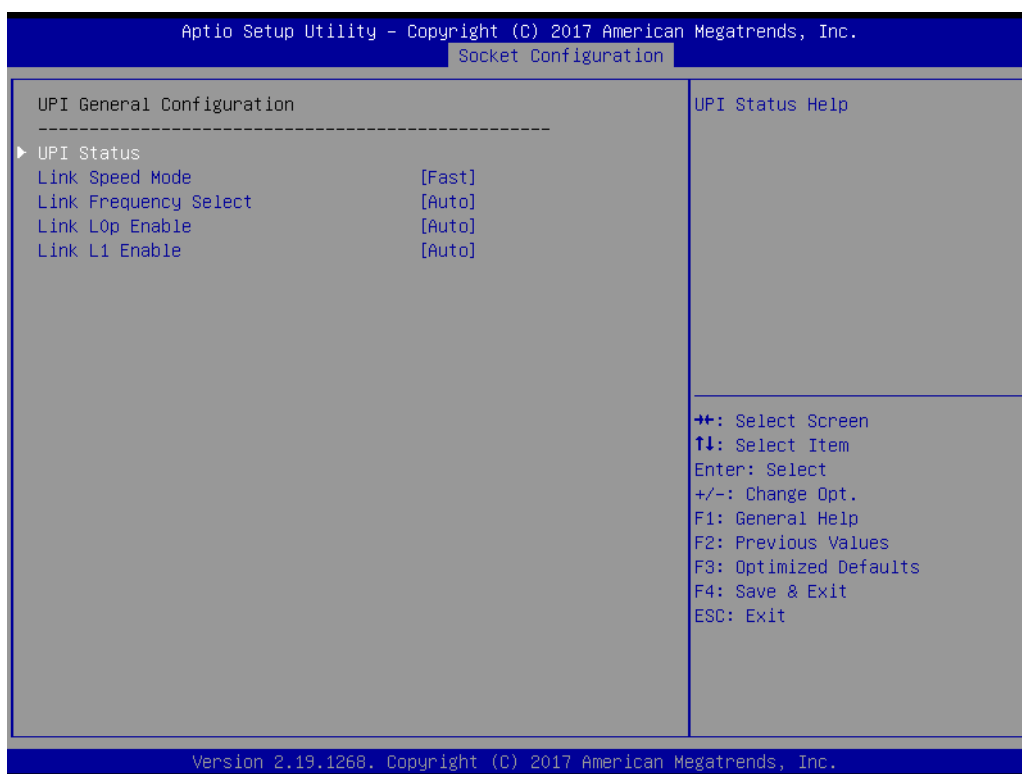 Aptio Setup Utility – Copyright (C) 2017 American Megatrends, Inc.
Socket Configuration
UPI General Configuration
--------------------------------------------------
UPI Status
Link Speed Mode [Fast]
Link Frequency Select [Auto]
Link L0p Enable [Auto]
Link L1 Enable [Auto]
UPI Status Help
→←: Select Screen
↑↓: Select Item
Enter: Select
+/-: Change Opt.
F1: General Help
F2: Previous Values
F3: Optimized Defaults
F4: Save & Exit
ESC: Exit
Version 2.19.1268. Copyright (C) 2017 American Megatrends, Inc.